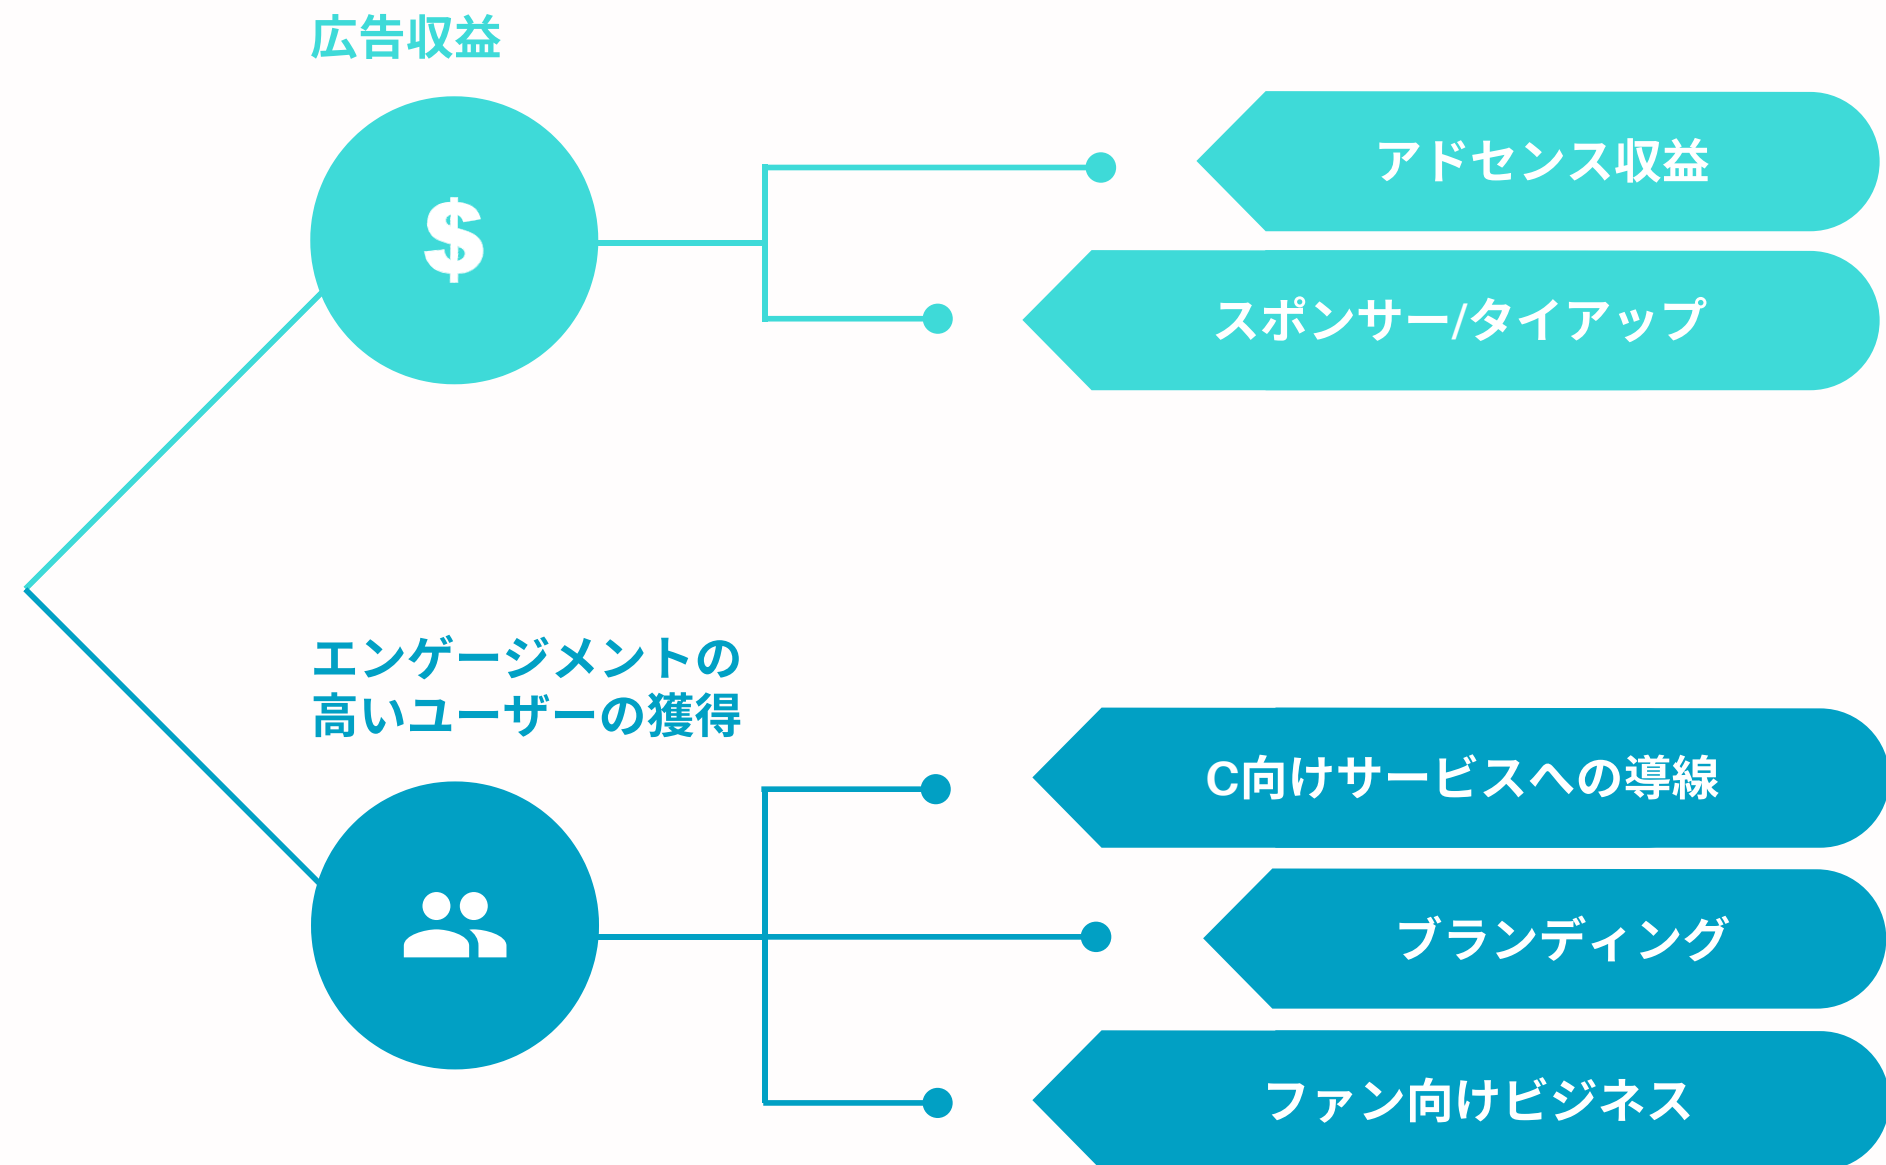 広告収益
$
アドセンス収益
スポンサー/タイアップ
エンゲージメントの
高いユーザーの獲得
C向けサービスへの導線
ブランディング
ファン向けビジネス